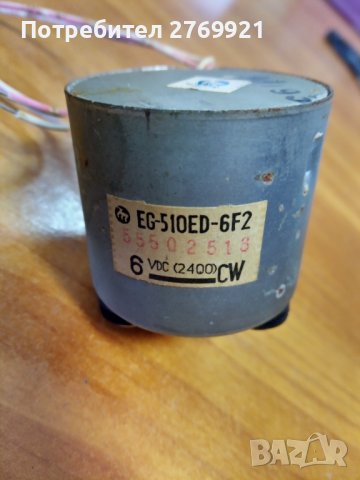 Потребител 2769921
EG-510ED-6F2
55502513
6 VDC (2400) CW
BAZAR